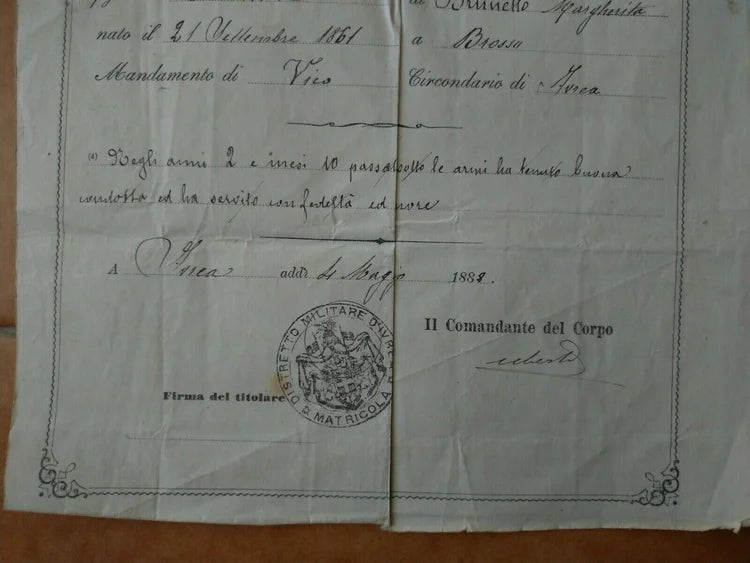 di Brunetto Margherita
nato il 21 Settembre 1861 a Brosso
Mandamento di Vico Circondario di Ivrea
(4) Negli anni 2 e mesi 10 passati sotto le armi ha tenuto buona
condotta ed ha servito con fedeltà ed onore
A Ivrea addì 4 Maggio 1883.
Il Comandante del Corpo
DISTRETTO MILITARE D'IVREA
MATRICOLA
Firma del titolare